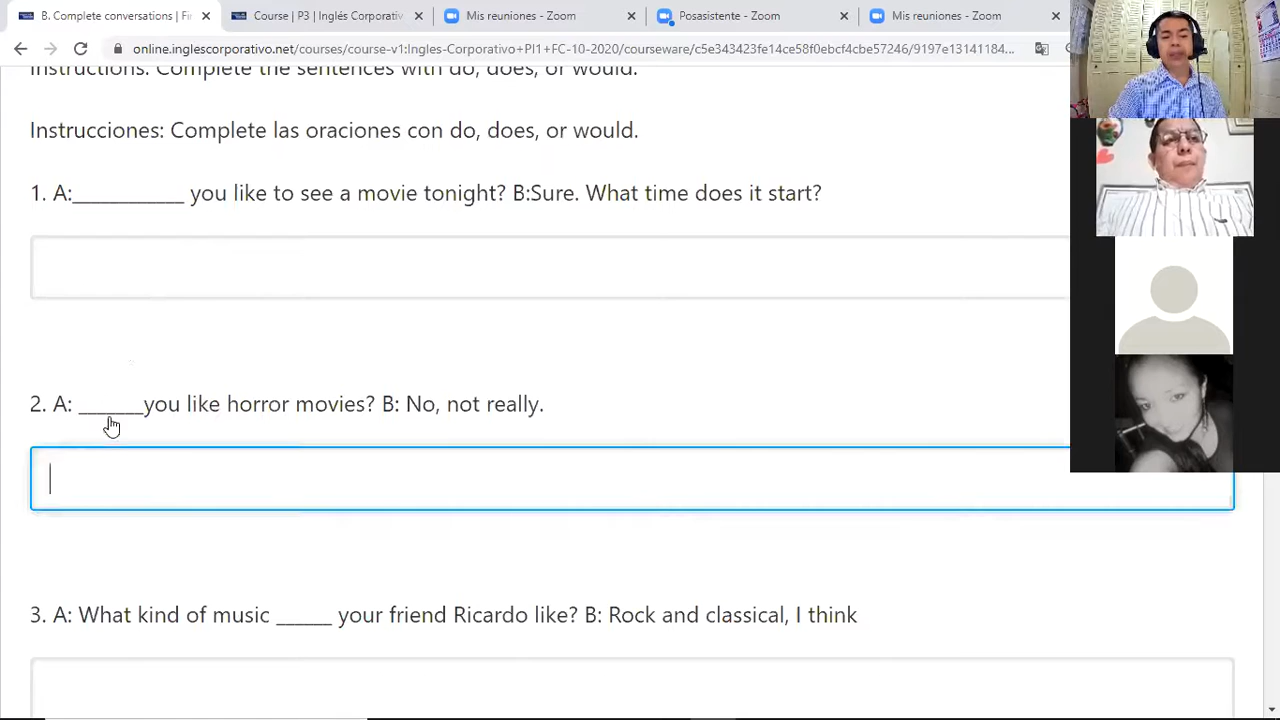 B. Complete conversations | Fi
Course | P3 | Inglés Corporativ
reuniones - Zoom
Posasistente - Zoom
Mis reuniones - Zoom
online.inglescorporativo.net/courses/course-v1:Ingles-Corporativo+PI1+FC-10-2020/courseware/c5e343423fe14ce58f0ebcf4cbe57246/9197e13141184...
Instructions: Complete the sentences with do, does, or would.
Instrucciones: Complete las oraciones con do, does, or would.
1. A:___________ you like to see a movie tonight? B:Sure. What time does it start?
2. A: _______you like horror movies? B: No, not really.
3. A: What kind of music ______ your friend Ricardo like? B: Rock and classical, I think